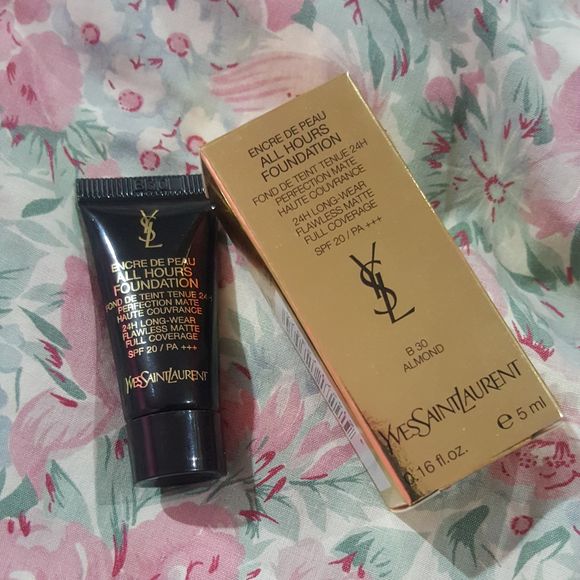 YSL
ENCRE DE PEAU
ALL HOURS
FOUNDATION
FOND DE TEINT TENUE 24H
PERFECTION MATE
HAUTE COUVRANCE
24H LONG-WEAR
FLAWLESS MATTE
FULL COVERAGE
SPF 20 / PA +++
YVESSAINTLAURENT
ENCRE DE PEAU
ALL HOURS
FOUNDATION
FOND DE TEINT TENUE 24H
PERFECTION MATE
HAUTE COUVRANCE
24H LONG-WEAR
FLAWLESS MATTE
FULL COVERAGE
SPF 20 / PA +++
YSL
B 30
ALMOND
YVESSAINTLAURENT
0.16 fl.oz. e 5 ml